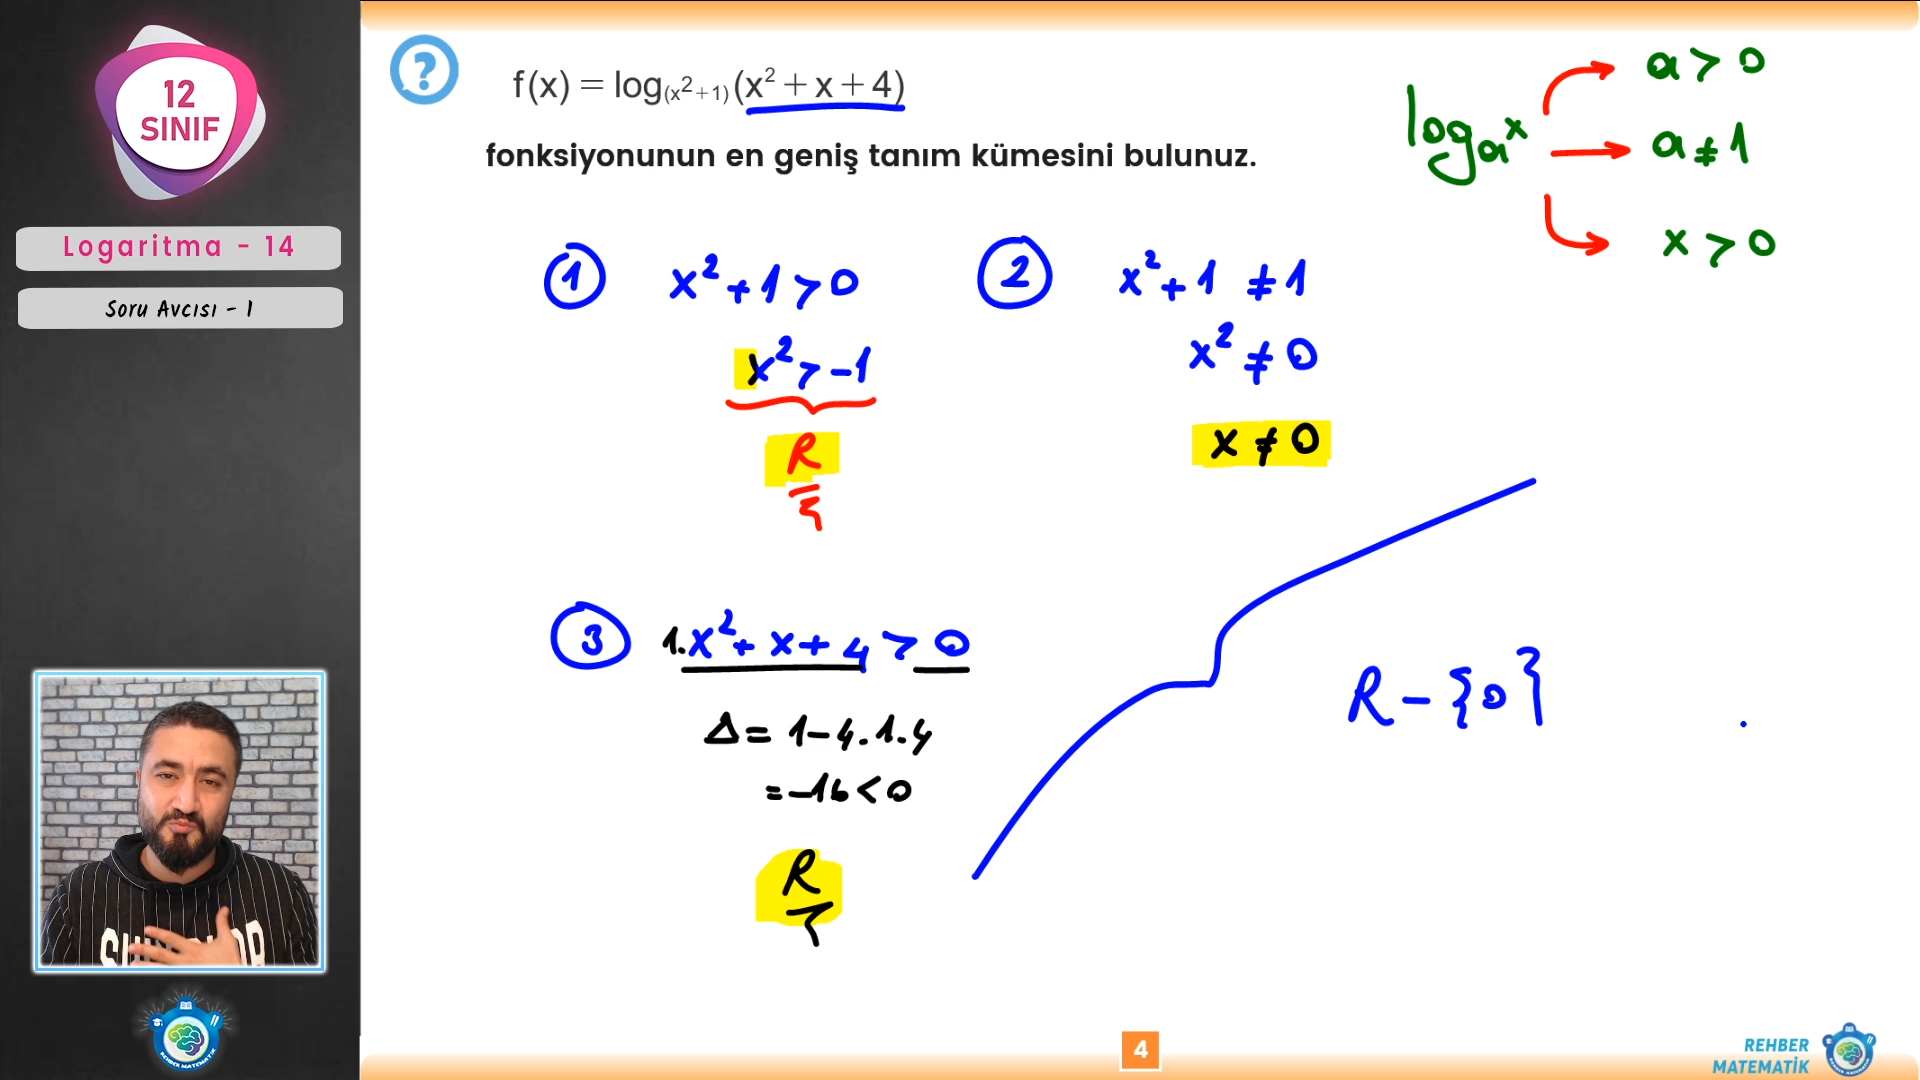 12
SINIF
Logaritma - 14
Soru Avcısı - 1
?
f(x) = log(x²+1) (x² + x + 4)
fonksiyonunun en geniş tanım kümesini bulunuz.
logₐx
a > 0
a ≠ 1
x > 0
1
x² + 1 > 0
x² > -1
R
2
x² + 1 ≠ 1
x² ≠ 0
x ≠ 0
3
1.x² + x + 4 > 0
Δ = 1-4.1.4
= -16 < 0
R
R - {0}
REHBER MATEMATİK
4
REHBER
MATEMATİK